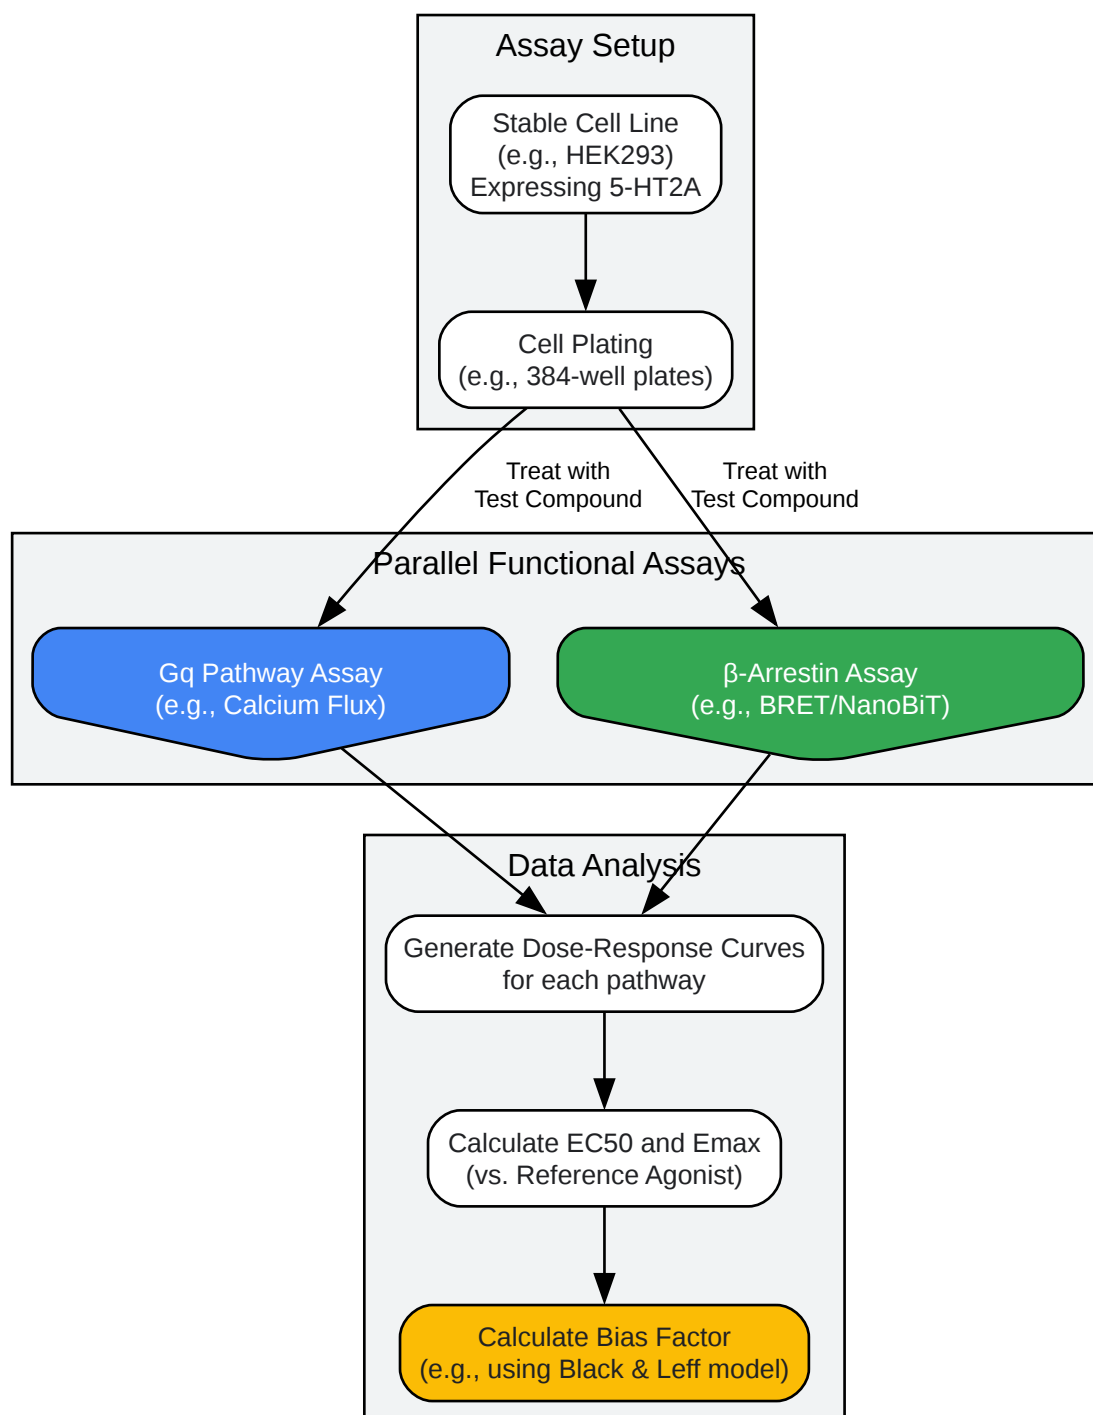 Assay Setup
Stable Cell Line
(e.g., HEK293)
Expressing 5-HT2A
Cell Plating
(e.g., 384-well plates)
Treat with
Test Compound
Treat with
Test Compound
Parallel Functional Assays
Gq Pathway Assay
(e.g., Calcium Flux)
β-Arrestin Assay
(e.g., BRET/NanoBiT)
Data Analysis
Generate Dose-Response Curves
for each pathway
Calculate EC50 and Emax
(vs. Reference Agonist)
Calculate Bias Factor
(e.g., using Black & Leff model)